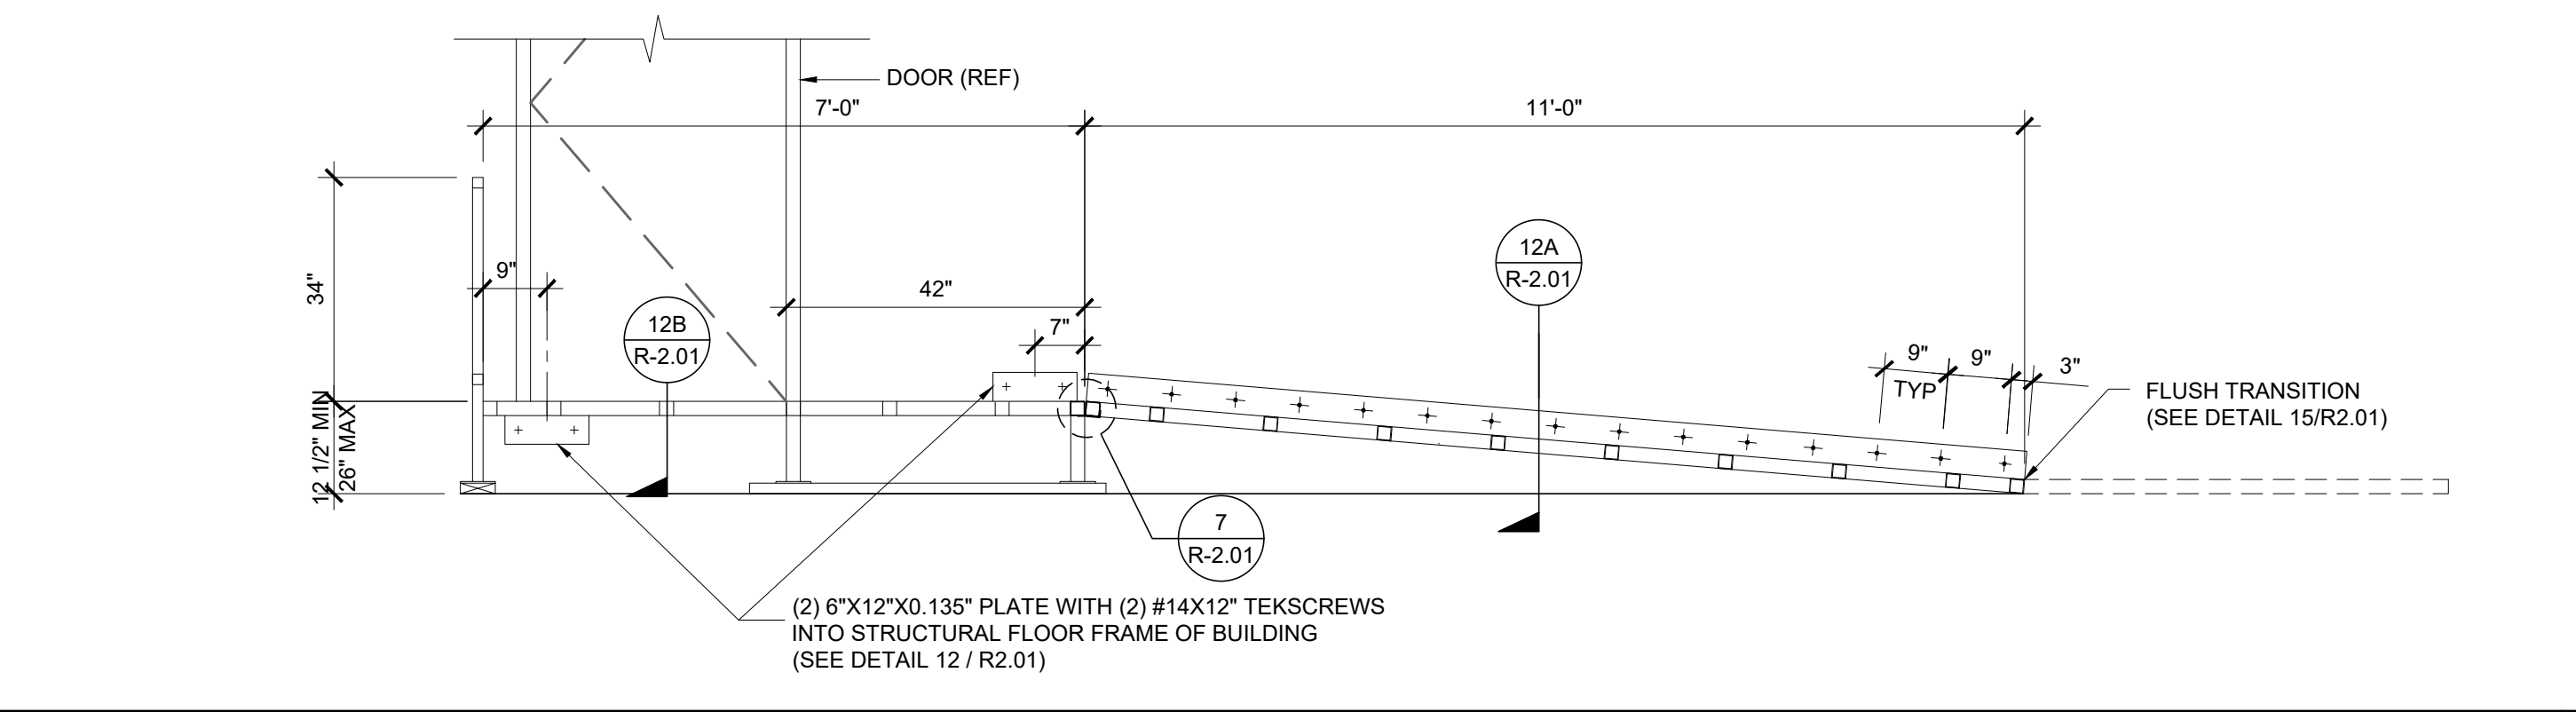 DOOR (REF)
7'-0"
11'-0"
34"
9"
42"
7"
12A
R-2.01
12B
R-2.01
9"
TYP
9"
3"
FLUSH TRANSITION
(SEE DETAIL 15/R2.01)
12 1/2" MIN
26" MAX
7
R-2.01
(2) 6"X12"X0.135" PLATE WITH (2) #14X12" TEKSCREWS
INTO STRUCTURAL FLOOR FRAME OF BUILDING
(SEE DETAIL 12 / R2.01)